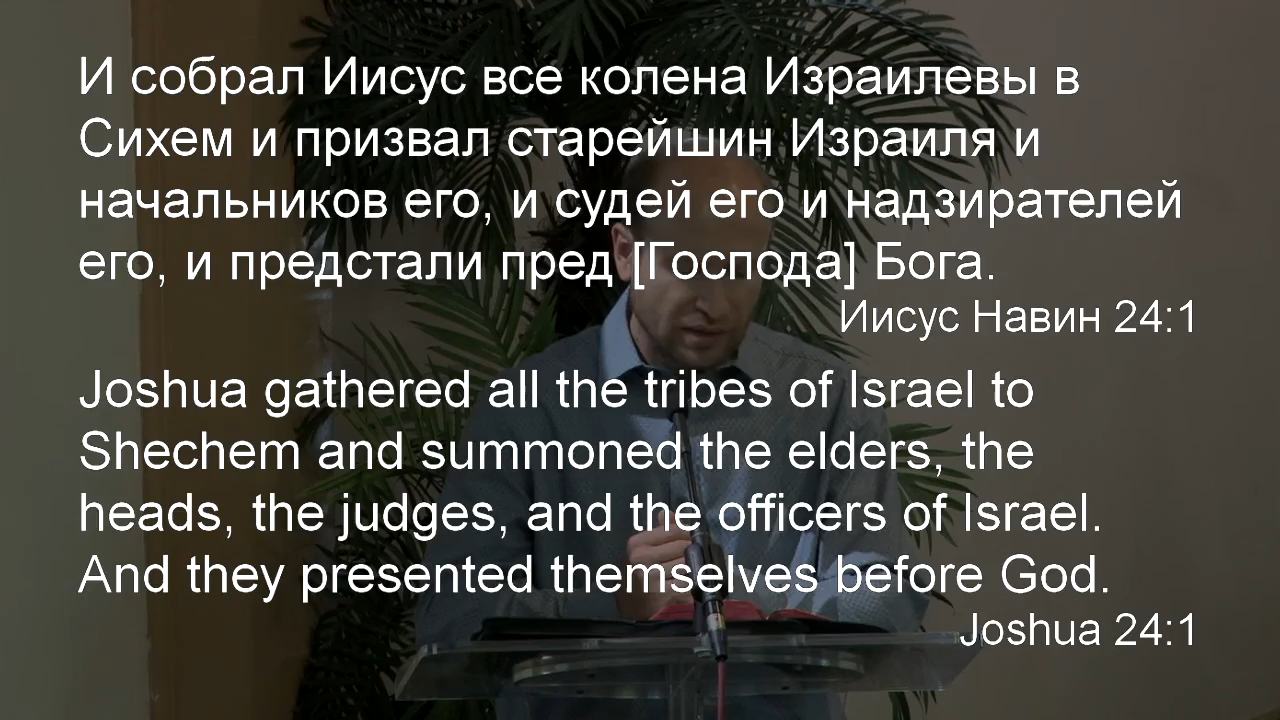 И собрал Иисус все колена Израилевы в
Сихем и призвал старейшин Израиля и
начальников его, и судей его и надзирателей
его, и предстали пред [Господа] Бога.
Иисус Навин 24:1
Joshua gathered all the tribes of Israel to
Shechem and summoned the elders, the
heads, the judges, and the officers of Israel.
And they presented themselves before God.
Joshua 24:1